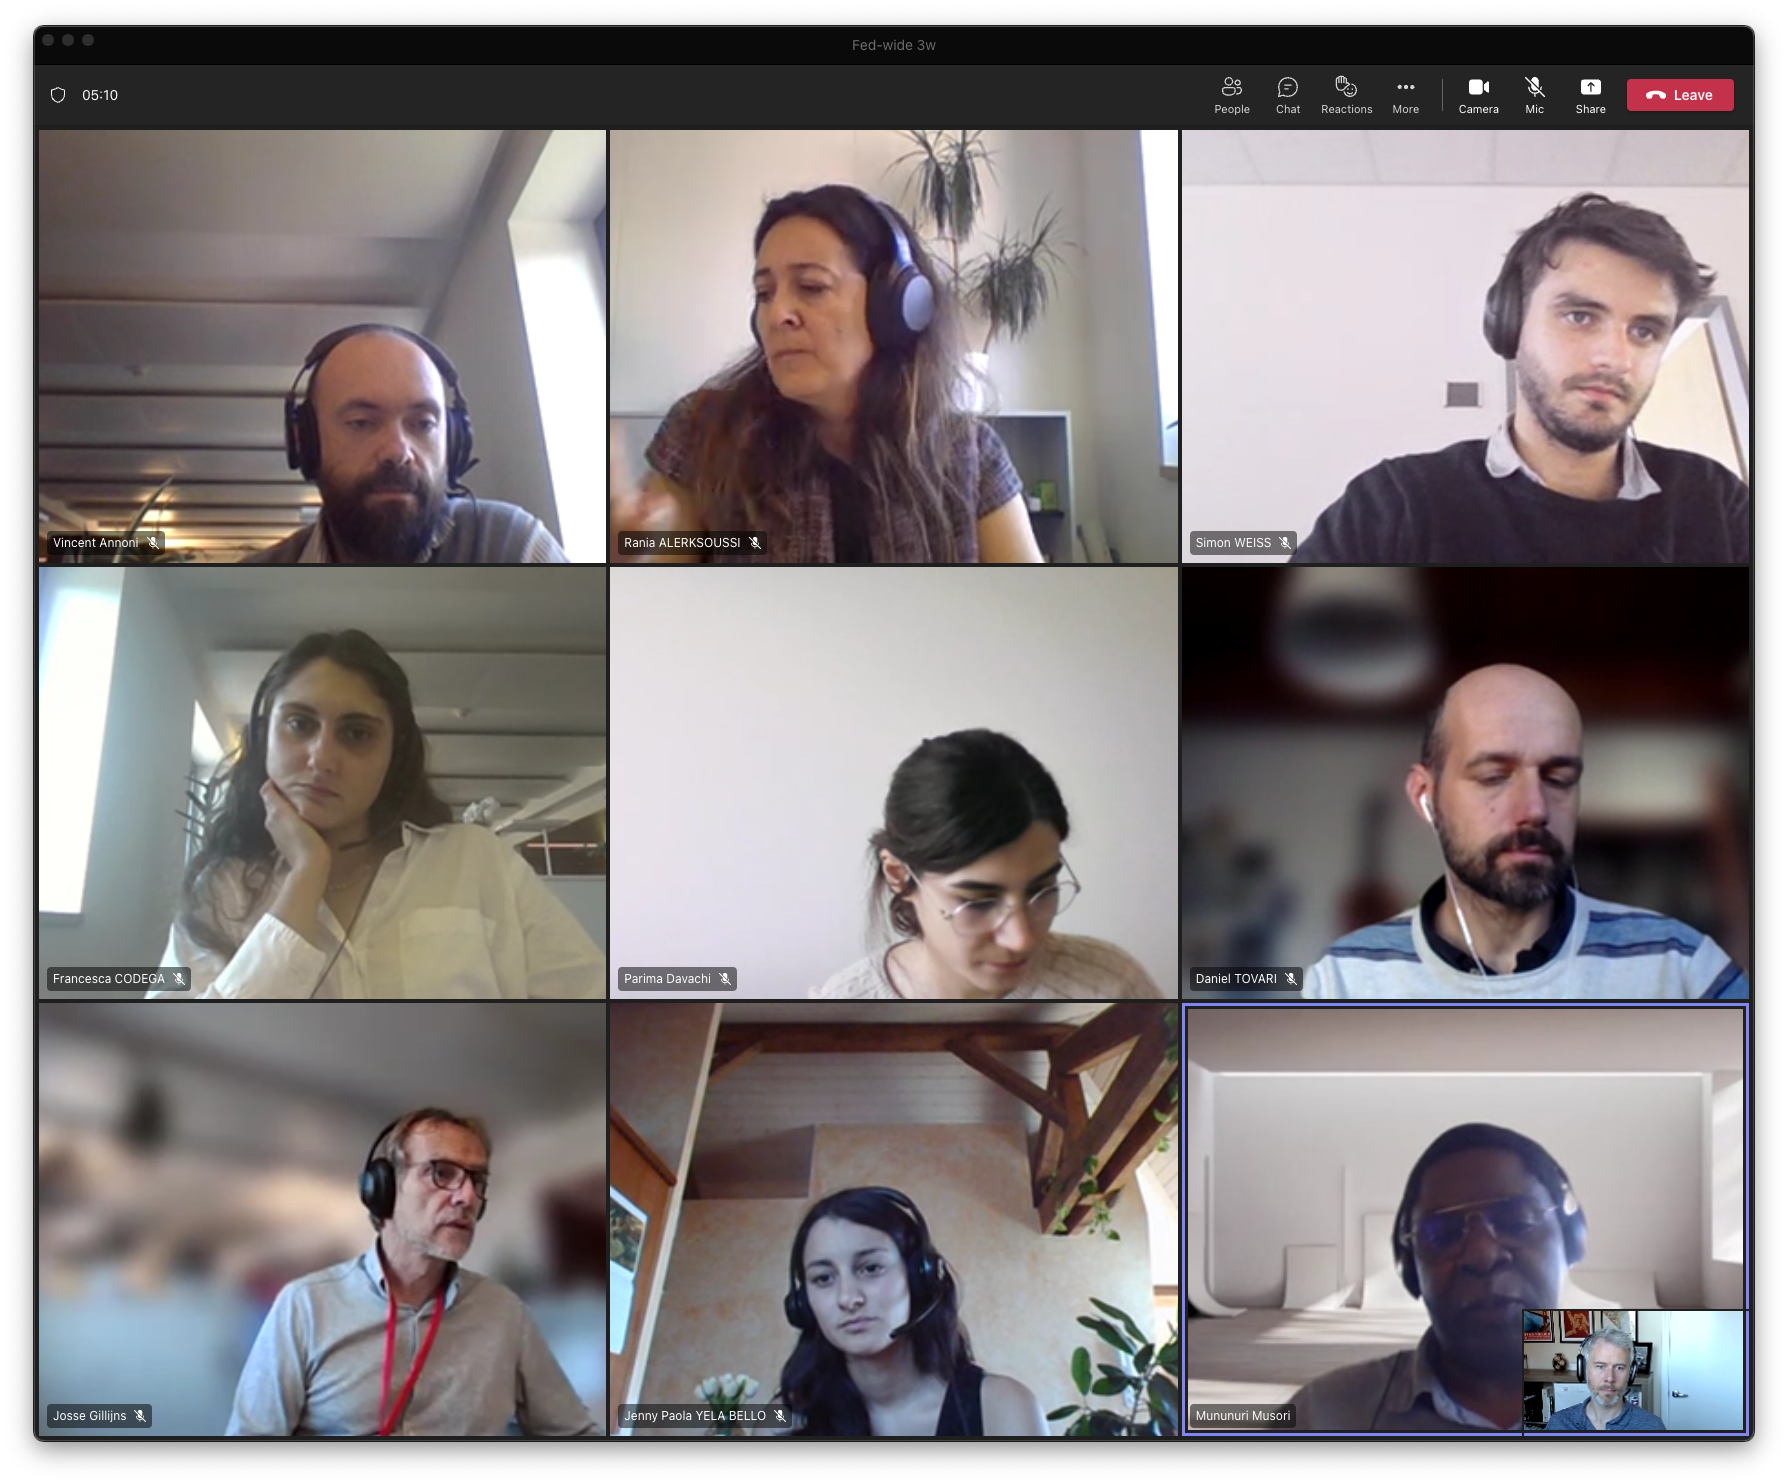 Fed-wide 3w
05:10
People
Chat
Reactions
More
Camera
Mic
Share
Leave
Vincent Annoni
Rania ALERKSOUSSI
Simon WEISS
Francesca CODEGA
Parima Davachi
Daniel TOVARI
Josse Gillijns
Jenny Paola YELA BELLO
Mununuri Musori